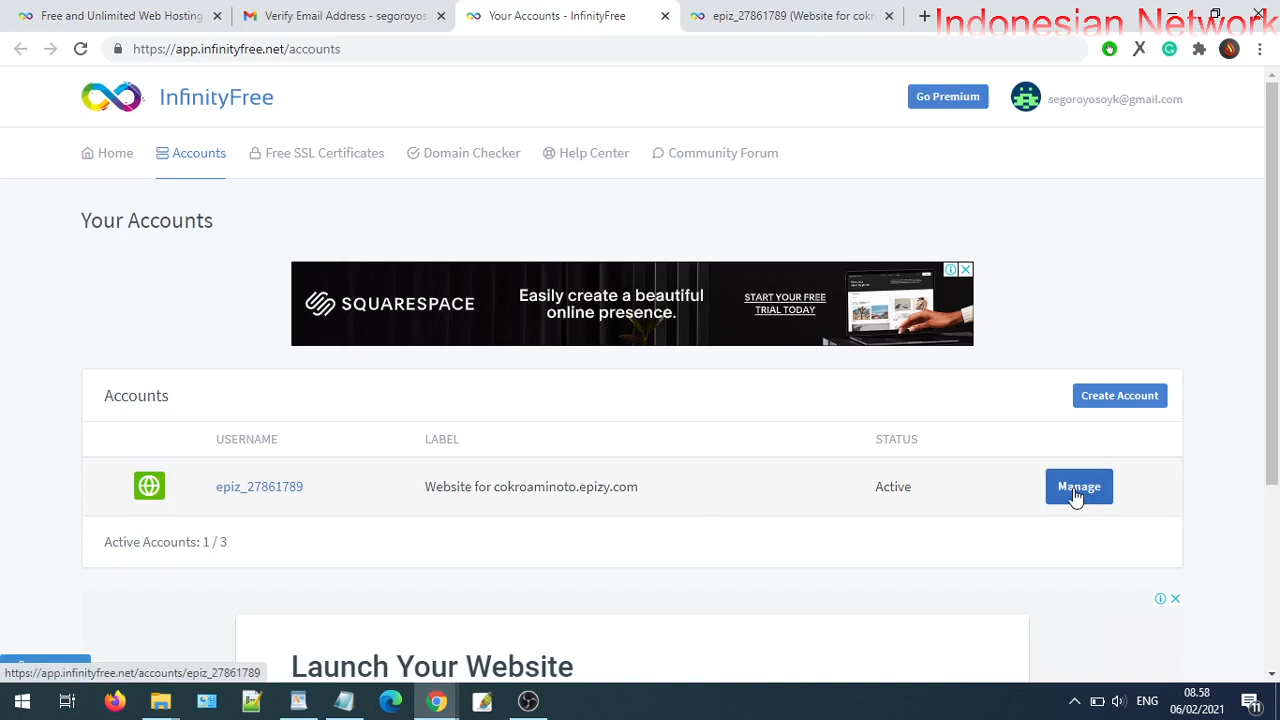 Free and Unlimited Web Hosting
Verify Email Address - segoroyos
Your Accounts - InfinityFree
epiz_27861789 (Website for cok
Indonesian Network
https://app.infinityfree.net/accounts
InfinityFree
Go Premium
segoroyosoyk@gmail.com
Home
Accounts
Free SSL Certificates
Domain Checker
Help Center
Community Forum
Your Accounts
SQUARESPACE
Easily create a beautiful
online presence.
START YOUR FREE
TRIAL TODAY
Accounts
Create Account
USERNAME
LABEL
STATUS
epiz_27861789
Website for cokroaminoto.epizy.com
Active
Manage
Active Accounts: 1 / 3
Launch Your Website
https://app.infinityfree.net/accounts/epiz_27861789
ENG
08.58
06/02/2021
11